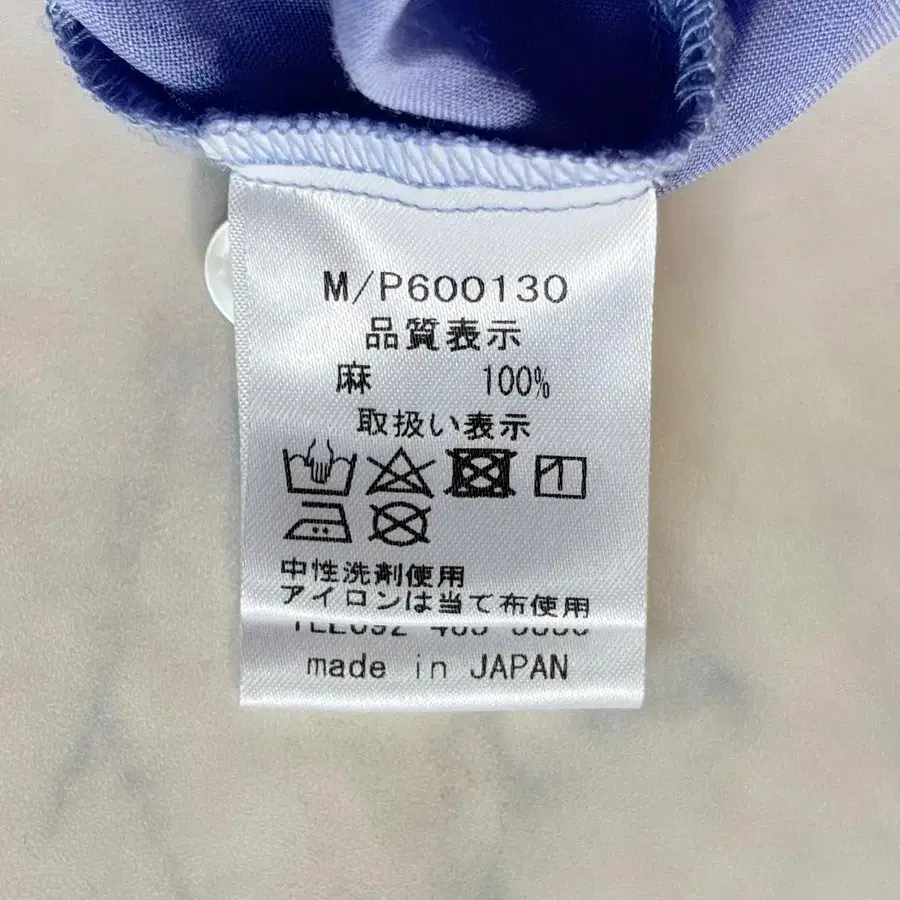 M/P600130
品質表示
麻 100%
取扱い表示
中性洗剤使用
アイロンは当て布使用
made in JAPAN